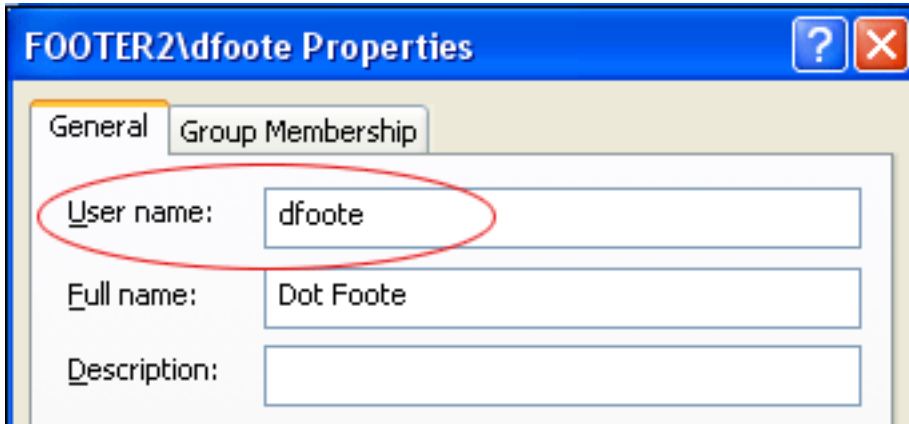 FOOTER2\dfoote Properties
General Group Membership
User name: dfoote
Full name: Dot Foote
Description: